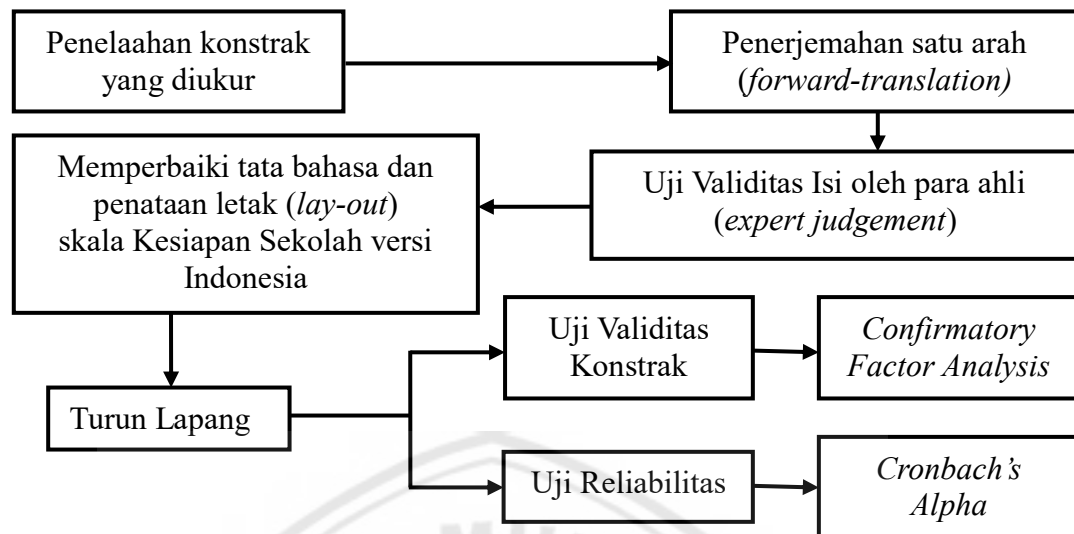 Penelaahan konstrak
yang diukur
Penerjemahan satu arah
(forward-translation)
Uji Validitas Isi oleh para ahli
(expert judgement)
Memperbaiki tata bahasa dan
penataan letak (lay-out)
skala Kesiapan Sekolah versi
Indonesia
Turun Lapang
Uji Validitas
Konstrak
Confirmatory
Factor Analysis
Uji Reliabilitas
Cronbach’s
Alpha